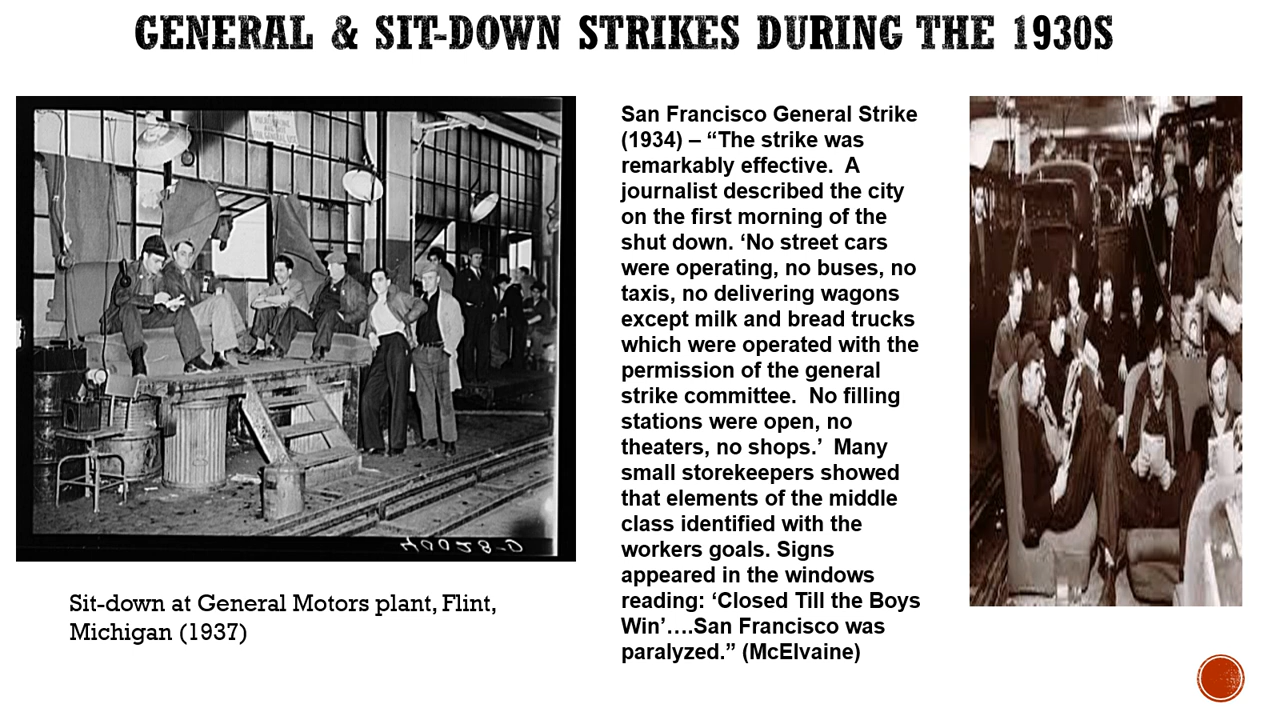 GENERAL & SIT-DOWN STRIKES DURING THE 1930S
San Francisco General Strike
(1934) – “The strike was
remarkably effective.  A
journalist described the city
on the first morning of the
shut down. ‘No street cars
were operating, no buses, no
taxis, no delivering wagons
except milk and bread trucks
which were operated with the
permission of the general
strike committee.  No filling
stations were open, no
theaters, no shops.’  Many
small storekeepers showed
that elements of the middle
class identified with the
workers goals. Signs
appeared in the windows
reading: ‘Closed Till the Boys
Win’….San Francisco was
paralyzed.” (McElvaine)
Sit-down at General Motors plant, Flint,
Michigan (1937)